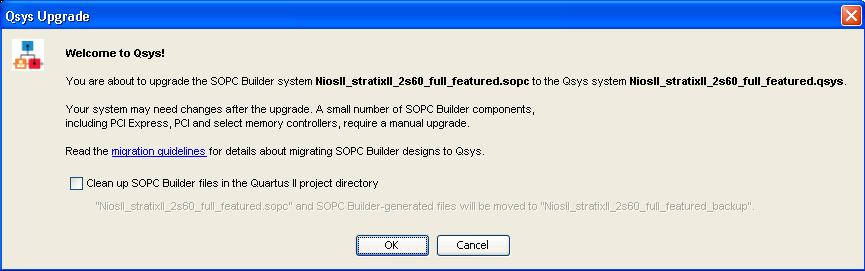 Qsys Upgrade
Welcome to Qsys!
You are about to upgrade the SOPC Builder system NiosII_stratixII_2s60_full_featured.sopc to the Qsys system NiosII_stratixII_2s60_full_featured.qsys.
Your system may need changes after the upgrade. A small number of SOPC Builder components,
including PCI Express, PCI and select memory controllers, require a manual upgrade.
Read the migration guidelines for details about migrating SOPC Builder designs to Qsys.
Clean up SOPC Builder files in the Quartus II project directory
"NiosII_stratixII_2s60_full_featured.sopc" and SOPC Builder-generated files will be moved to "NiosII_stratixII_2s60_full_featured_backup".
OK Cancel